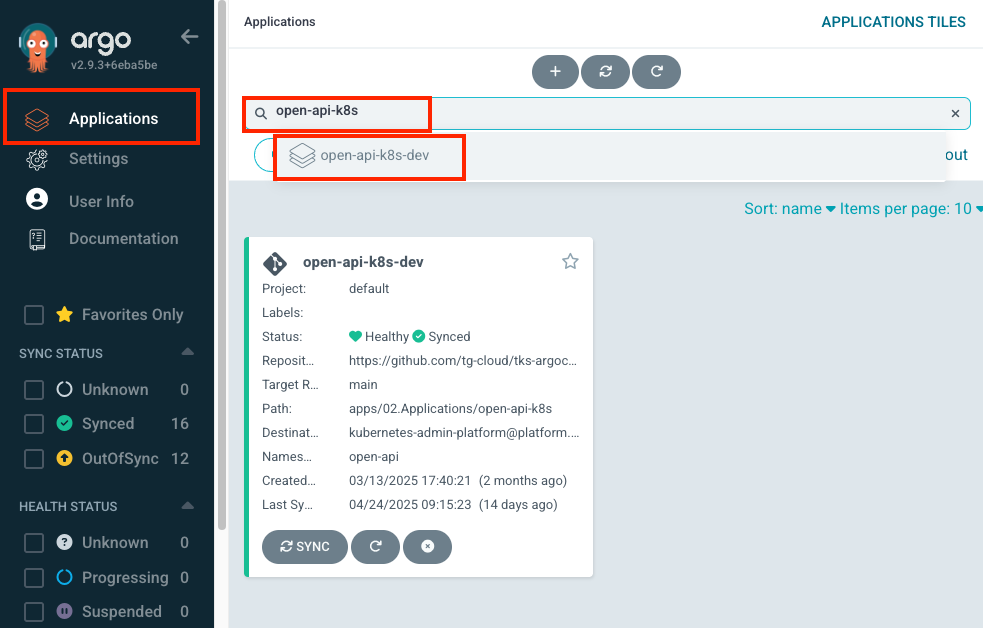 argo
v2.9.3+6eba5be
Applications
Settings
User Info
Documentation
Favorites Only
SYNC STATUS
Unknown 0
Synced 16
OutOfSync 12
HEALTH STATUS
Unknown 0
Progressing 0
Suspended 0
Applications
APPLICATIONS TILES
open-api-k8s
open-api-k8s-dev
out
Sort: name Items per page: 10
open-api-k8s-dev
Project: default
Labels:
Status: Healthy Synced
Reposit... https://github.com/tg-cloud/tks-argoc...
Target R... main
Path: apps/02.Applications/open-api-k8s
Destinat... kubernetes-admin-platform@platform....
Names... open-api
Created... 03/13/2025 17:40:21 (2 months ago)
Last Sy... 04/24/2025 09:15:23 (14 days ago)
SYNC